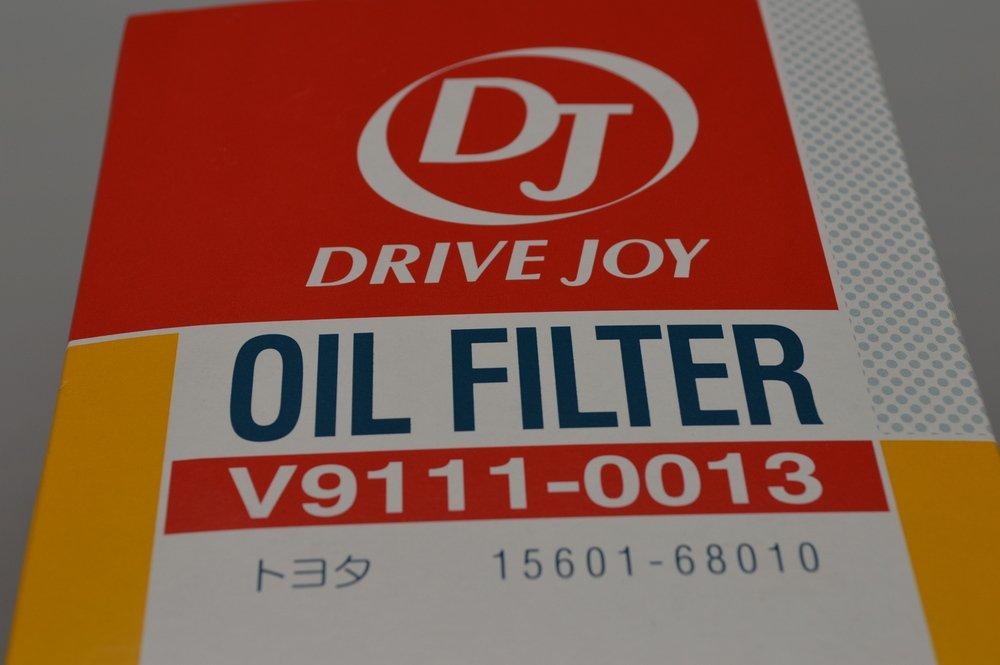 DJ
DRIVE JOY
OIL FILTER
V9111-0013
トヨタ 15601-68010